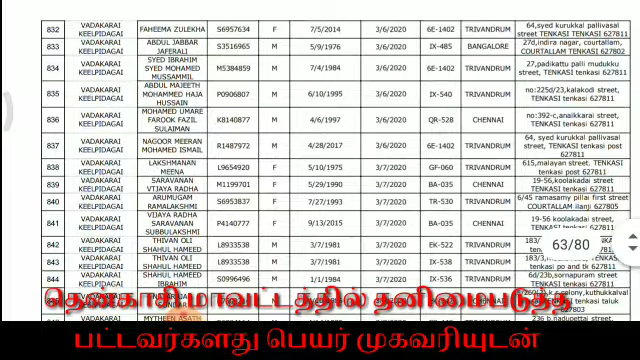 832 VADAKARAI KEELPIDAGAI FAHEEMA ZULEKHA S6957634 F 7/5/2014 3/6/2020 6E-1402 TRIVANDRUM 64,syed kurukkal pallivasal street TENKASI tenkasi 627811
833 VADAKARAI KEELPIDAGAI ABDUL JABBAR JAFERALI S3516965 M 5/9/1976 3/6/2020 IX-485 BANGALORE 27d,indira nagar, courtallam, COURTALLAM TENKASI 627802
834 VADAKARAI KEELPIDAGAI SYED IBRAHIM SYED MOHAMED MUSSAMMIL M5384859 M 7/4/1984 3/6/2020 6E-1402 TRIVANDRUM 27,padikattu palli mudukku street, TENKASI tenkasi 627811
835 VADAKARAI KEELPIDAGAI ABDUL MAJEETH MOHAMMED HAJA HUSSAIN P0906807 M 6/10/1995 3/6/2020 IX-540 TRIVANDRUM no:225d/23,kalakodi street, TENKASI tenkasi 627811
836 VADAKARAI KEELPIDAGAI MOHAMED UMARE FAROOK FAZIL SULAIMAN K8140877 M 4/6/1997 3/6/2020 QR-528 CHENNAI no:392-c,anaikkarai street, TENKASI tenkasi 627811
837 VADAKARAI KEELPIDAGAI NAGOOR MEERAN MOHAMED ISMAIL R1487972 M 4/28/2017 3/6/2020 6E-1402 TRIVANDRUM 64, syed kurukkal pallivasal street, TENKASI tenkasi post 627811
838 VADAKARAI KEELPIDAGAI LAKSHMANAN MEENA L9654920 F 5/10/1975 3/7/2020 GF-060 TRIVANDRUM 615,malayan street, TENKASI tenkasi post 627811
839 VADAKARAI KEELPIDAGAI SARAVANAN VIJAYA RADHA M1199701 F 5/29/1990 3/7/2020 BA-035 CHENNAI 19-56,koolakadai street TENKASI tenkasi 627811
840 VADAKARAI KEELPIDAGAI ARUMUGAM RAMALAKSHMI S6953837 F 7/27/1993 3/7/2020 TR-530 TRIVANDRUM 6/45 ramasamy pillai first street COURTALLAM ilanji 627805
841 VADAKARAI KEELPIDAGAI VIJAYA RADHA SARAVANAN SUBBULAKSHMI P4140777 F 9/13/2015 3/7/2020 BA-035 CHENNAI 19-56 koolakadai street, TENKASI 627811
842 VADAKARAI KEELPIDAGAI THIVAN OLI SHAHUL HAMEED L8933538 M 3/7/1981 3/7/2020 EK-522 TRIVANDRUM 183/ TENKASI 627811
843 VADAKARAI KEELPIDAGAI THIVAN OLI SHAHUL HAMEED L8933538 M 3/7/1981 3/7/2020 IX-538 TRIVANDRUM 183/3, TENKASI po and tk 627811
844 VADAKARAI KEELPIDAGAI SHAHUL HAMEED IBRAHIM S0996496 M 1/1/1984 3/7/2020 IX-536 TRIVANDRUM 6d/23b,sornapuram street, TENKASI tenkasi 627811
63/80
தென்காசி மாவட்டத்தில் தனிமைபடுத்த
பட்டவர்களது பெயர் முகவரியுடன்
MYTHEEN ASATH 236 b,nadupettai street,